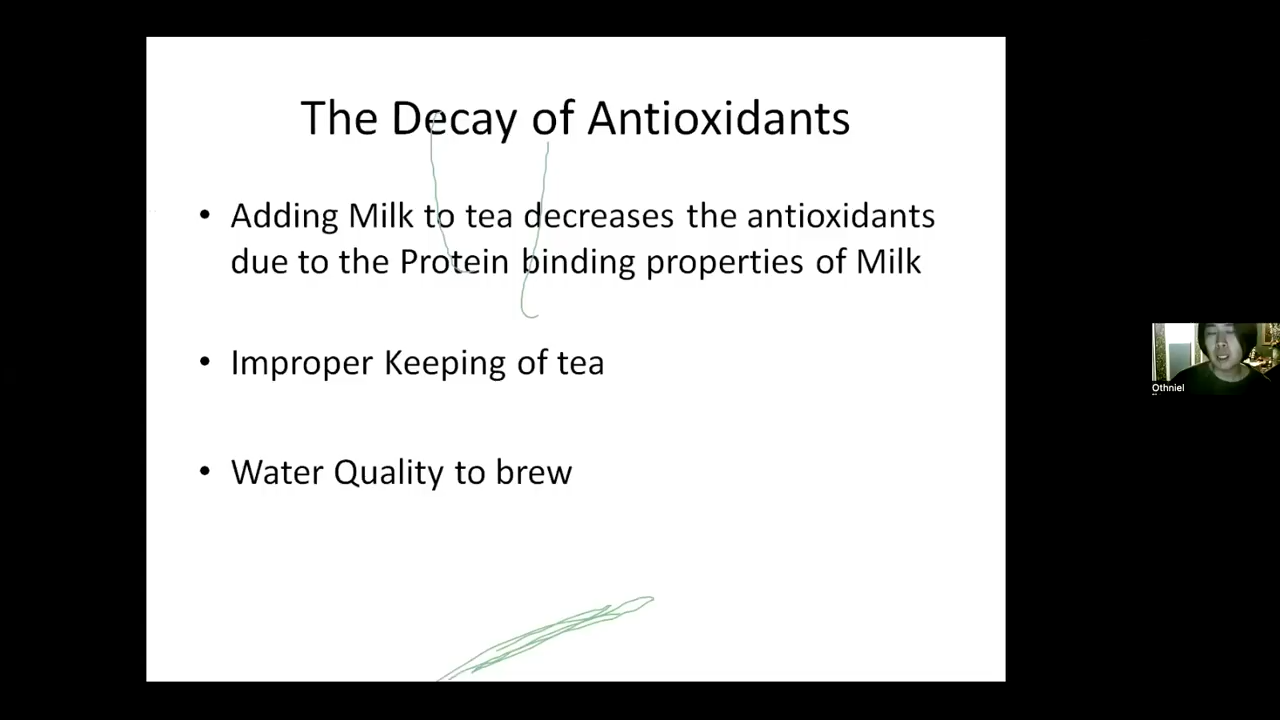 The Decay of Antioxidants
• Adding Milk to tea decreases the antioxidants
due to the Protein binding properties of Milk
• Improper Keeping of tea
• Water Quality to brew
Othniel